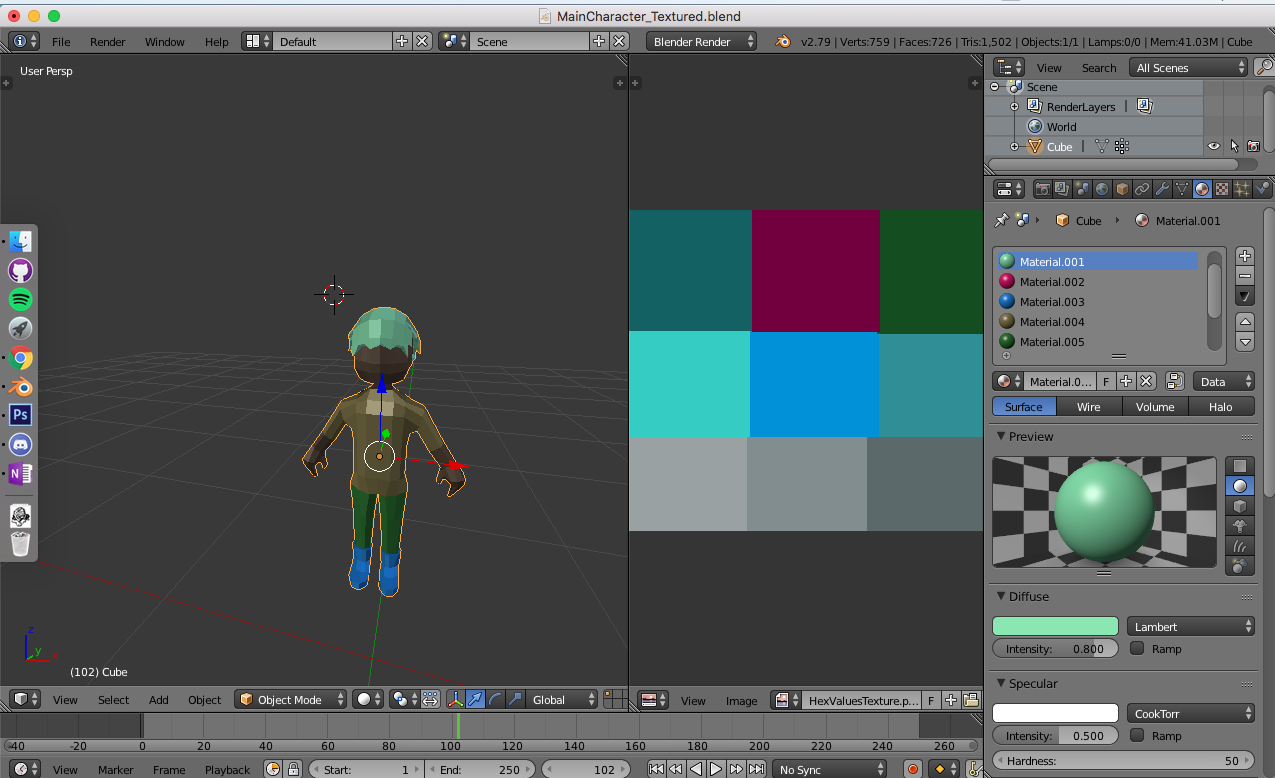 MainCharacter_Textured.blend
File Render Window Help Default Scene Blender Render v2.79 | Verts:759 | Faces:726 | Tris:1,502 | Objects:1/1 | Lamps:0/0 | Mem:41.03M | Cube
User Persp
View Search All Scenes
Scene
RenderLayers |
World
Cube |
Cube Material.001
Material.001
Material.002
Material.003
Material.004
Material.005
Material.0... F Data
Surface Wire Volume Halo
Preview
Diffuse
Lambert
Intensity: 0.800 Ramp
Specular
CookTorr
Intensity: 0.500 Ramp
Hardness: 50
Ps
N
z
y
x
(102) Cube
View Select Add Object Object Mode Global
View Image HexValuesTexture.p... F
-40 -20 0 20 40 60 80 100 120 140 160 180 200 220 240 260
View Marker Frame Playback Start: 1 End: 250 102 No Sync